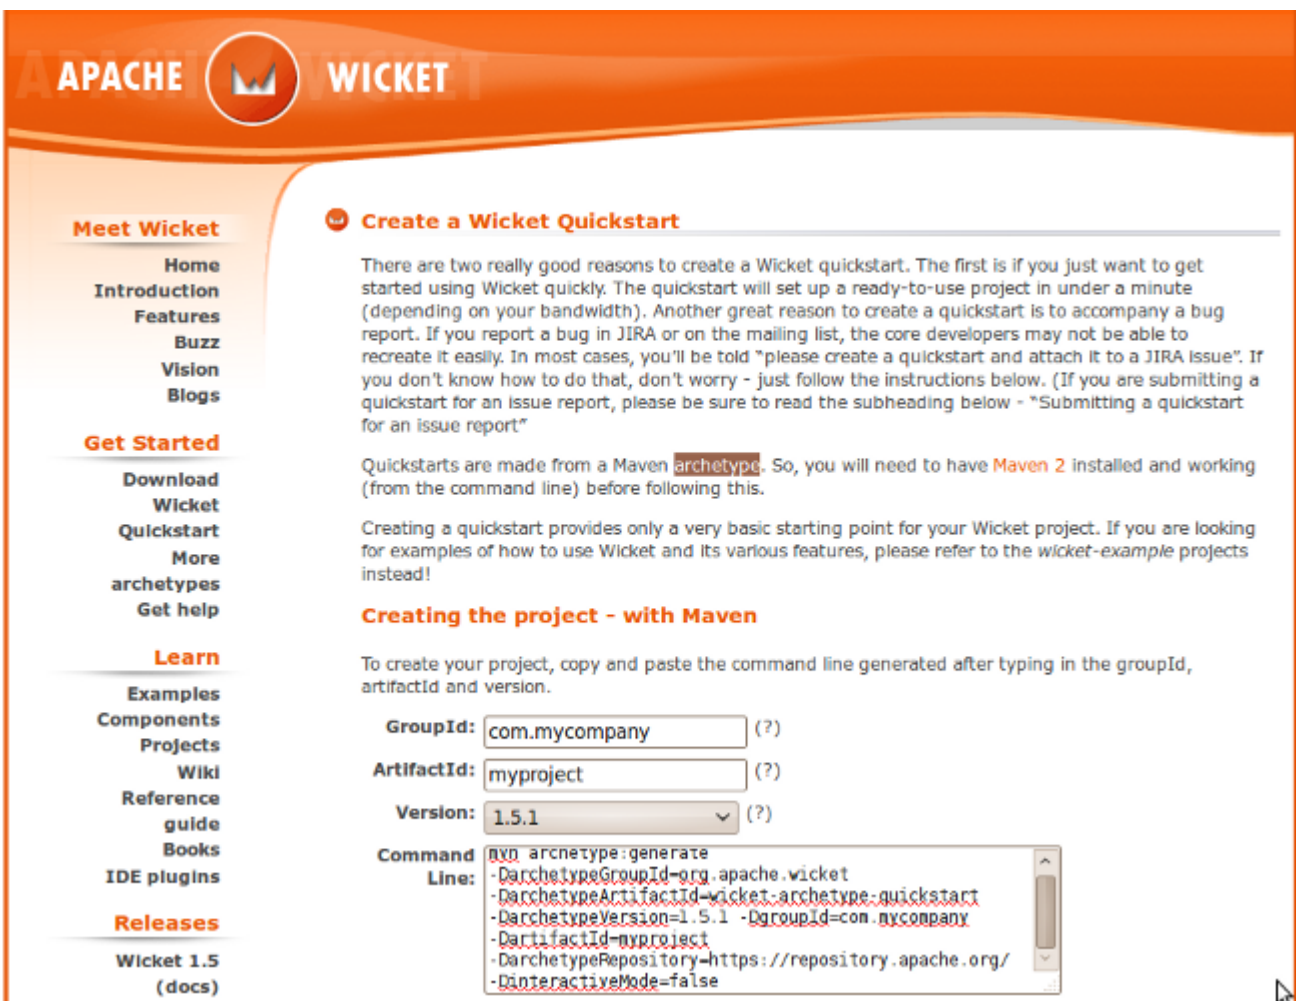 APACHE WICKET
Meet Wicket
Home
Introduction
Features
Buzz
Vision
Blogs
Get Started
Download
Wicket
Quickstart
More
archetypes
Get help
Learn
Examples
Components
Projects
Wiki
Reference
guide
Books
IDE plugins
Releases
Wicket 1.5
(docs)
Create a Wicket Quickstart
There are two really good reasons to create a Wicket quickstart. The first is if you just want to get
started using Wicket quickly. The quickstart will set up a ready-to-use project in under a minute
(depending on your bandwidth). Another great reason to create a quickstart is to accompany a bug
report. If you report a bug in JIRA or on the mailing list, the core developers may not be able to
recreate it easily. In most cases, you'll be told “please create a quickstart and attach it to a JIRA issue”. If
you don't know how to do that, don't worry - just follow the instructions below. (If you are submitting a
quickstart for an issue report, please be sure to read the subheading below - “Submitting a quickstart
for an issue report”
Quickstarts are made from a Maven archetype. So, you will need to have Maven 2 installed and working
(from the command line) before following this.
Creating a quickstart provides only a very basic starting point for your Wicket project. If you are looking
for examples of how to use Wicket and its various features, please refer to the wicket-example projects
instead!
Creating the project - with Maven
To create your project, copy and paste the command line generated after typing in the groupId,
artifactId and version.
GroupId: com.mycompany (?)
ArtifactId: myproject (?)
Version: 1.5.1 (?)
Command Line:
mvn archetype:generate
-DarchetypeGroupId=org.apache.wicket
-DarchetypeArtifactId=wicket-archetype-quickstart
-DarchetypeVersion=1.5.1 -DgroupId=com.mycompany
-DartifactId=myproject
-DarchetypeRepository=https://repository.apache.org/
-DinteractiveMode=false